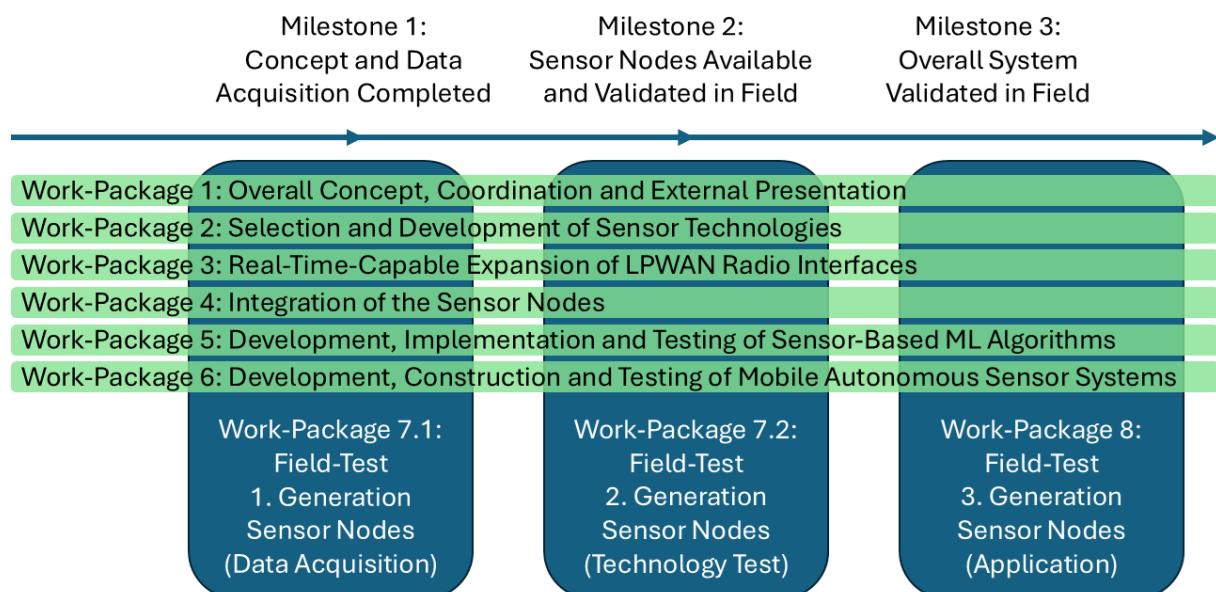 Milestone 1:
Concept and Data
Acquisition Completed
Milestone 2:
Sensor Nodes Available
and Validated in Field
Milestone 3:
Overall System
Validated in Field
Work-Package 1: Overall Concept, Coordination and External Presentation
Work-Package 2: Selection and Development of Sensor Technologies
Work-Package 3: Real-Time-Capable Expansion of LPWAN Radio Interfaces
Work-Package 4: Integration of the Sensor Nodes
Work-Package 5: Development, Implementation and Testing of Sensor-Based ML Algorithms
Work-Package 6: Development, Construction and Testing of Mobile Autonomous Sensor Systems
Work-Package 7.1:
Field-Test
1. Generation
Sensor Nodes
(Data Acquisition)
Work-Package 7.2:
Field-Test
2. Generation
Sensor Nodes
(Technology Test)
Work-Package 8:
Field-Test
3. Generation
Sensor Nodes
(Application)